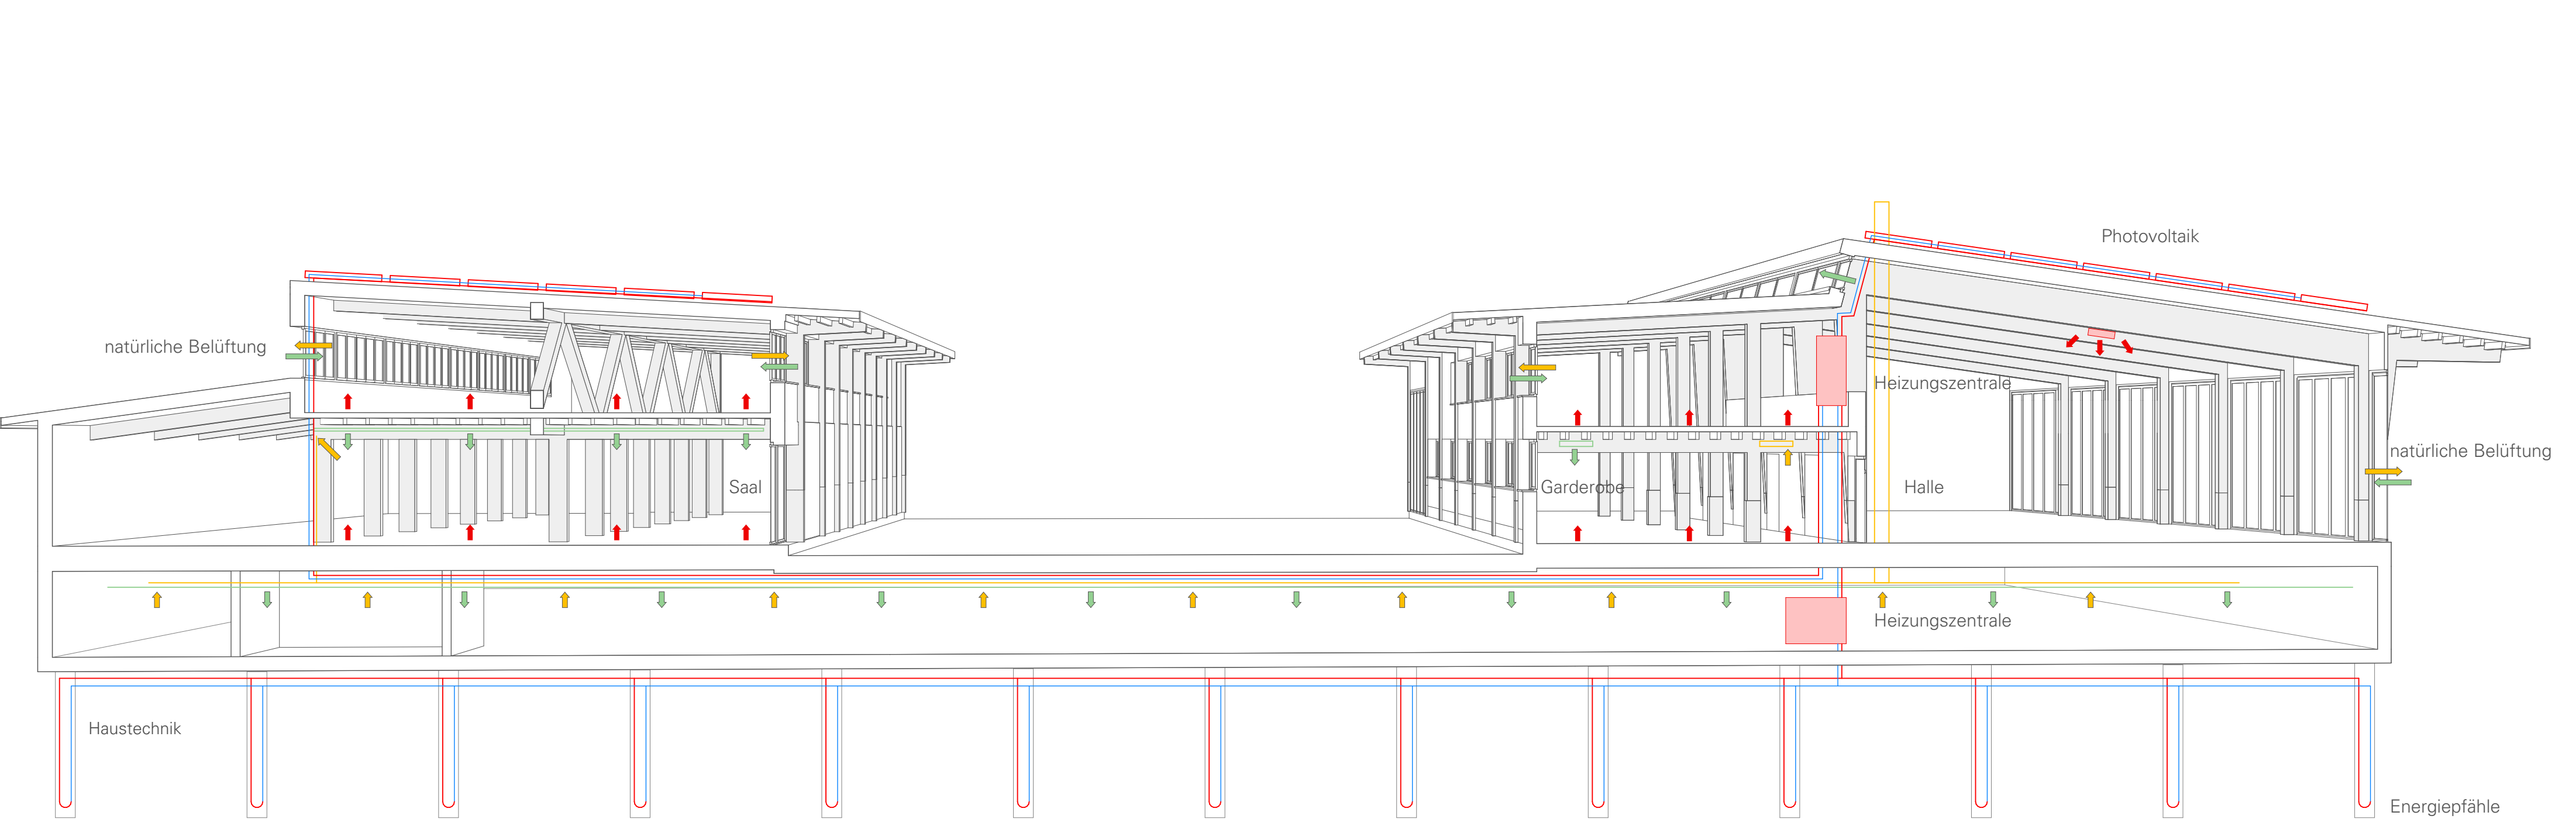 Photovoltaik
natürliche Belüftung
Heizungszentrale
natürliche Belüftung
Saal
Garderobe
Halle
Heizungszentrale
Haustechnik
Energiepfähle